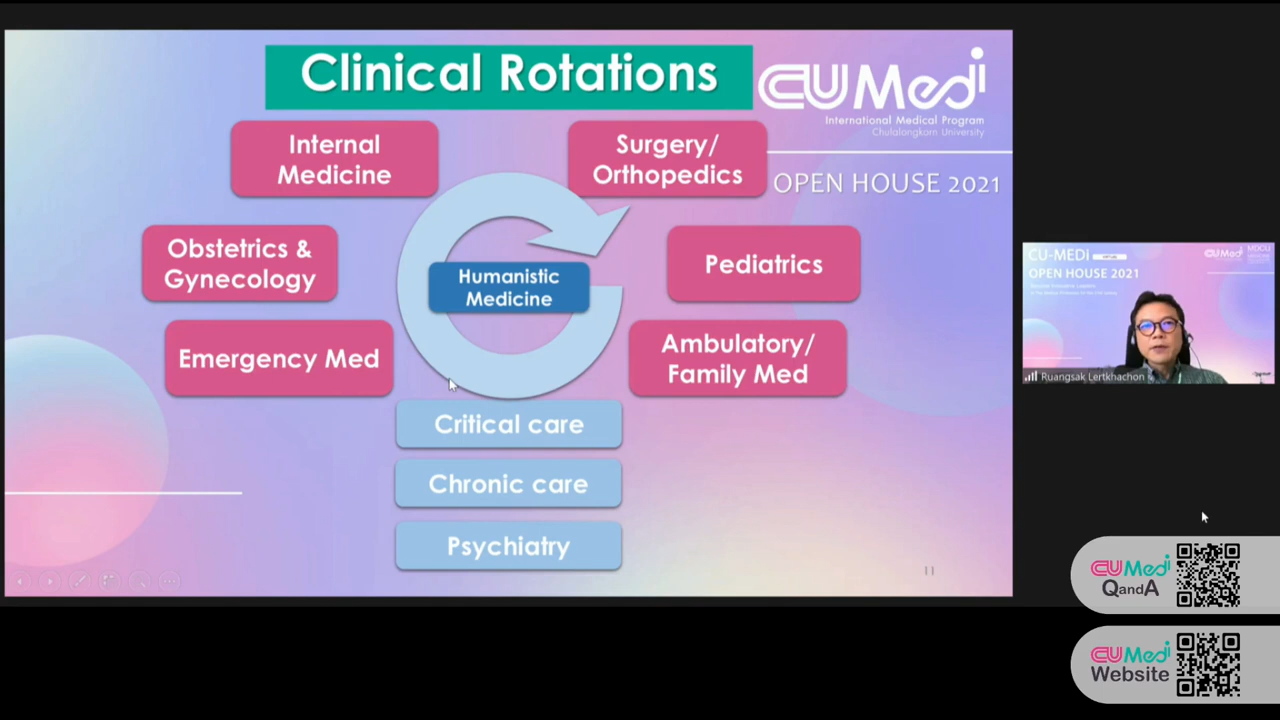 Clinical Rotations
CUMedi
International Medical Program
Chulalongkorn University
OPEN HOUSE 2021
Internal
Medicine
Surgery/
Orthopedics
Obstetrics &
Gynecology
Humanistic
Medicine
Pediatrics
Emergency Med
Ambulatory/
Family Med
Critical care
Chronic care
Psychiatry
11
CU-MEDi
CUMedi
OPEN HOUSE 2021
Ruangsak Lertkhachon
CUMedi
QandA
CUMedi
Website